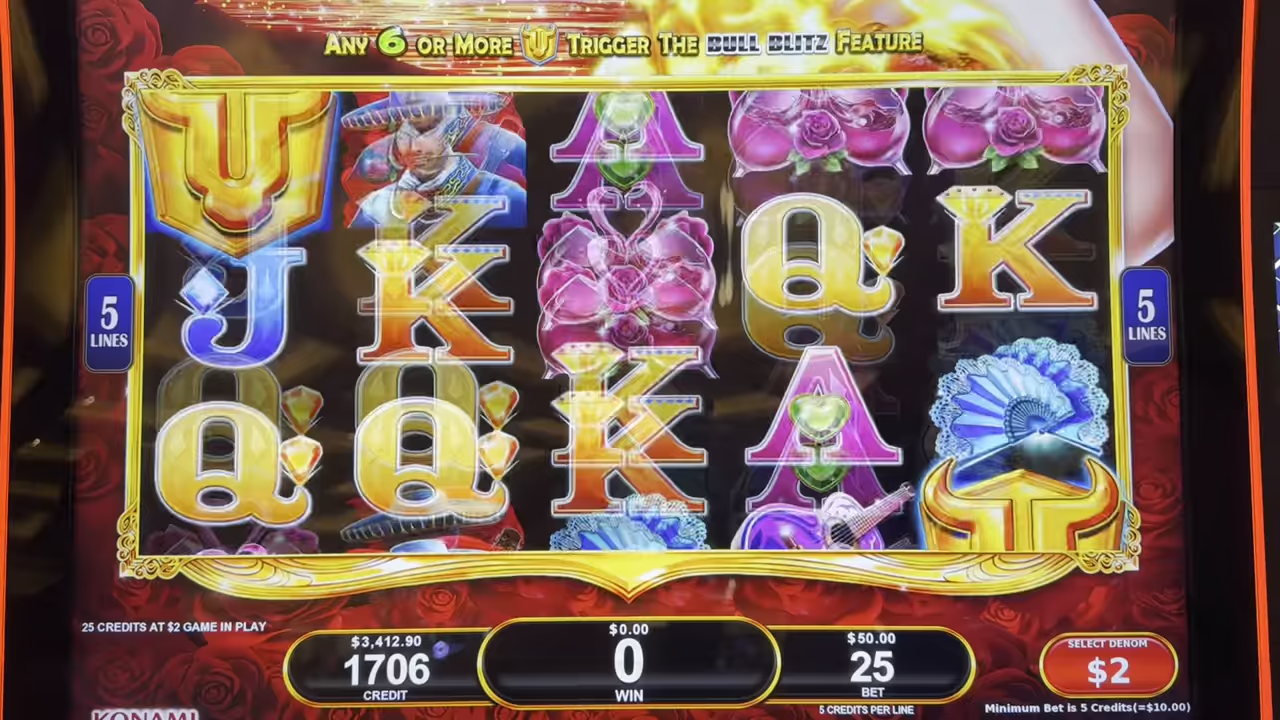 ANY 6 OR MORE TRIGGER THE BULL BLITZ FEATURE
A
J
K
Q
K
5
LINES
5
LINES
Q
Q
K
A
25 CREDITS AT $2 GAME IN PLAY
$3,412.90
1706
CREDIT
$0.00
0
WIN
$50.00
25
BET
5 CREDITS PER LINE
SELECT DENOM
$2
Minimum Bet is 5 Credits(=$10.00)
KONAMI